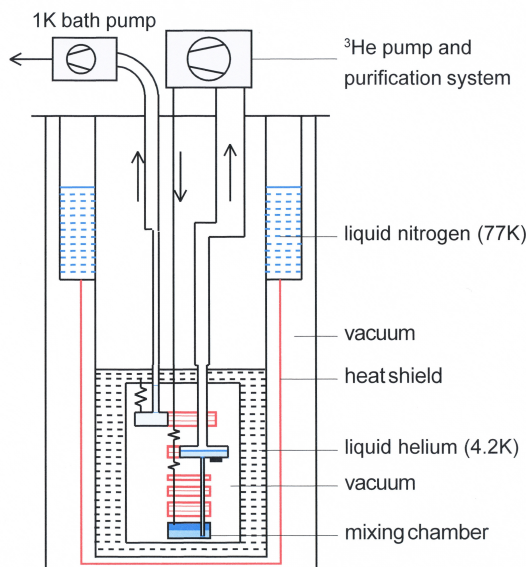 1K bath pump
³He pump and
purification system
liquid nitrogen (77K)
vacuum
heat shield
liquid helium (4.2K)
vacuum
mixing chamber